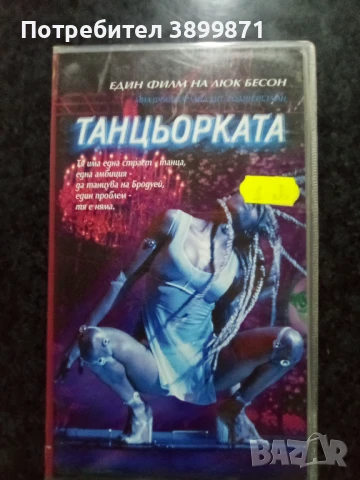 Потребител 3899871
ЕДИН ФИЛМ НА ЛЮК БЕСОН
ТАНЦЬОРКАТА
Тя има една страст - танца,
една амбиция -
да танцува на Бродуей,
един проблем -
тя е няма.
BAZAR